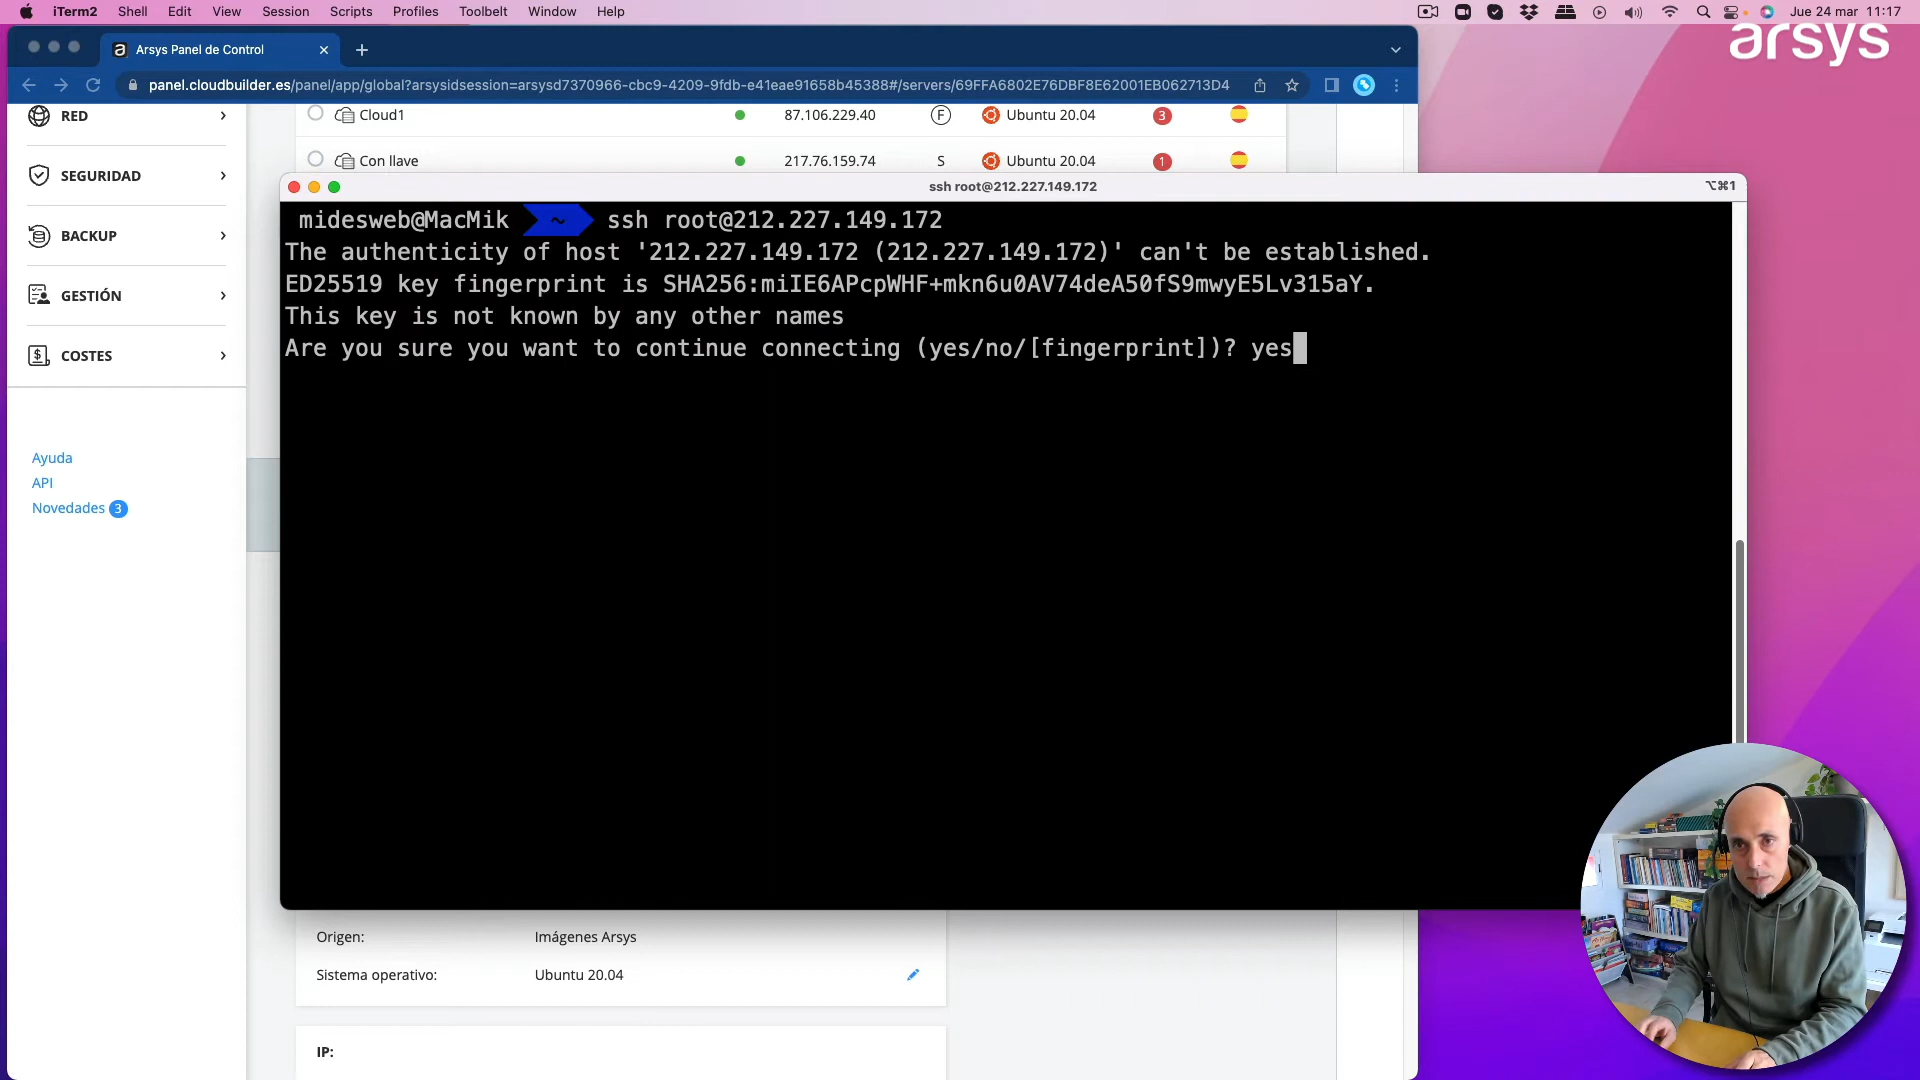 iTerm2 Shell Edit View Session Scripts Profiles Toolbelt Window Help Jue 24 mar 11:17
arsys
Arsys Panel de Control
panel.cloudbuilder.es/panel/app/global?arsysidsession=arsysd7370966-cbc9-4209-9fdb-e41eae91658b45388#/servers/69FFA6802E76DBF8E62001EB062713D4
RED
SEGURIDAD
BACKUP
GESTIÓN
COSTES
Ayuda
API
Novedades 3
Cloud1 87.106.229.40 F Ubuntu 20.04 3
Con llave 217.76.159.74 S Ubuntu 20.04 1
ssh root@212.227.149.172 ⌥⌘1
midesweb@MacMik ~ ssh root@212.227.149.172
The authenticity of host '212.227.149.172 (212.227.149.172)' can't be established.
ED25519 key fingerprint is SHA256:miIE6APcpWHF+mkn6u0AV74deA50fS9mwyE5Lv315aY.
This key is not known by any other names
Are you sure you want to continue connecting (yes/no/[fingerprint])? yes
Origen: Imágenes Arsys
Sistema operativo: Ubuntu 20.04
IP: